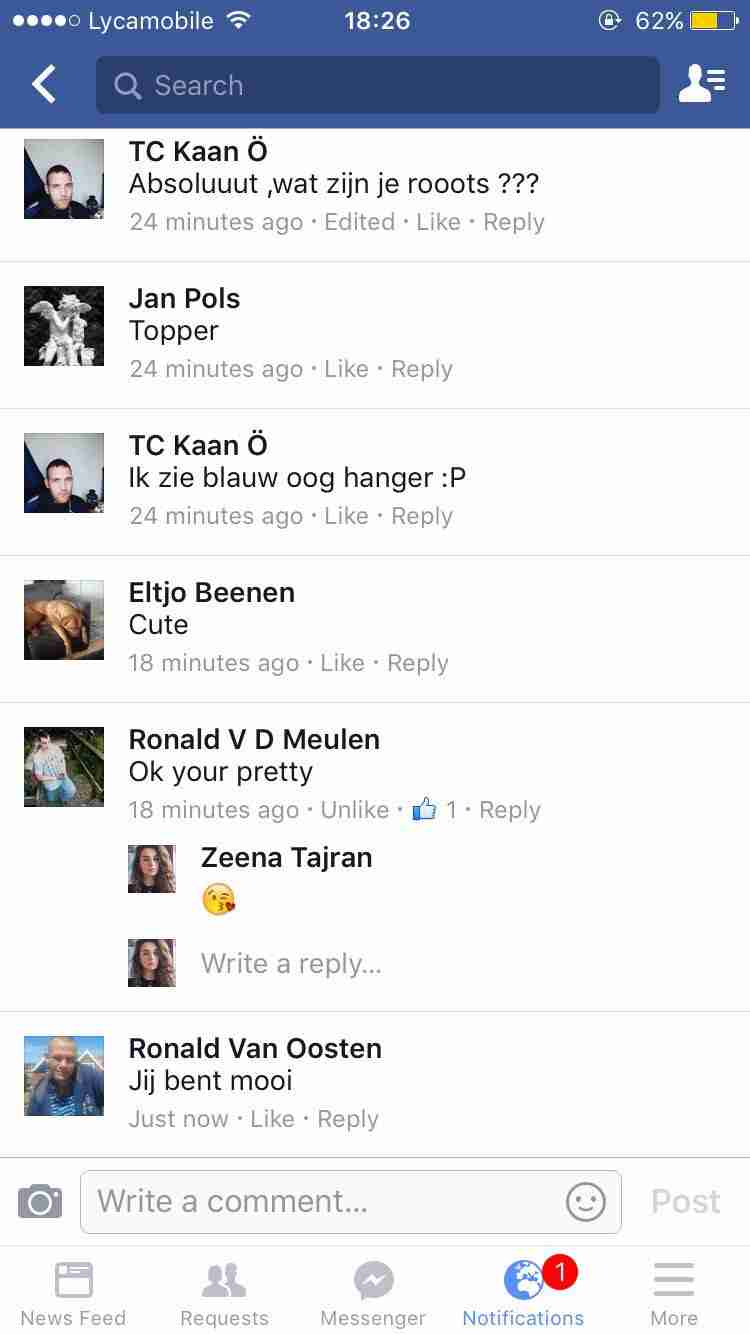 Lycamobile 18:26 62%
Search
TC Kaan Ö
Absoluuut ,wat zijn je rooots ???
24 minutes ago · Edited · Like · Reply
Jan Pols
Topper
24 minutes ago · Like · Reply
TC Kaan Ö
Ik zie blauw oog hanger :P
24 minutes ago · Like · Reply
Eltjo Beenen
Cute
18 minutes ago · Like · Reply
Ronald V D Meulen
Ok your pretty
18 minutes ago · Unlike · 1 · Reply
Zeena Tajran
😘
Write a reply...
Ronald Van Oosten
Jij bent mooi
Just now · Like · Reply
Write a comment... Post
1
News Feed Requests Messenger Notifications More